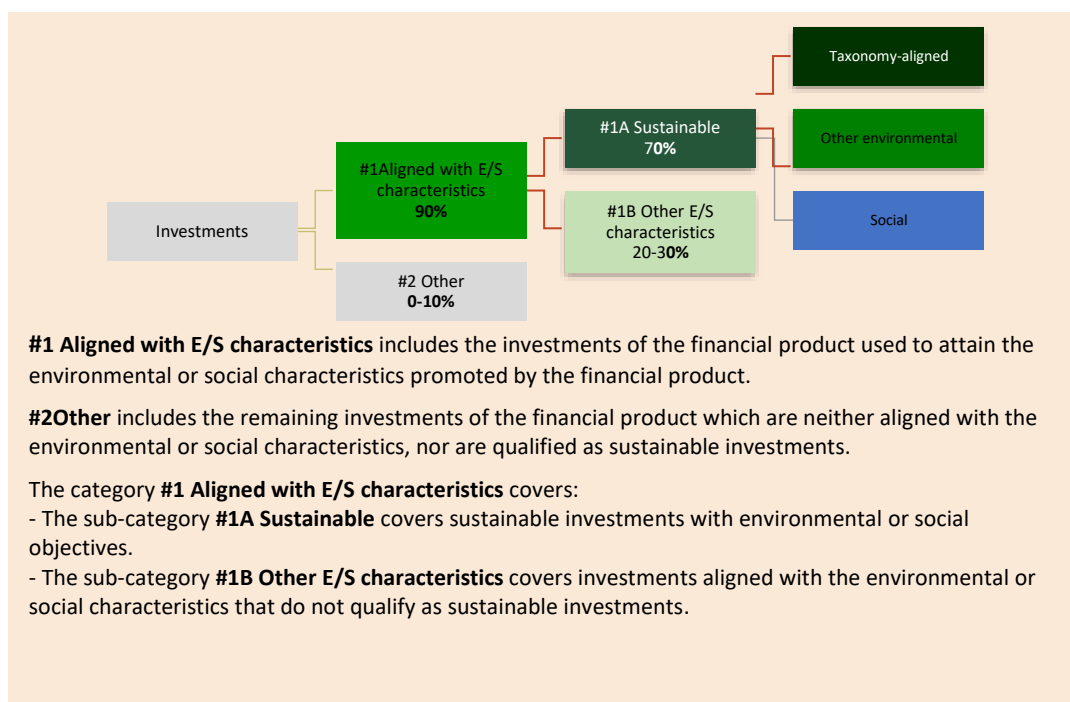 Taxonomy-aligned
#1A Sustainable
70%
Other environmental
#1Aligned with E/S
characteristics
90%
#1B Other E/S
characteristics
20-30%
Social
Investments
#2 Other
0-10%
#1 Aligned with E/S characteristics includes the investments of the financial product used to attain the
environmental or social characteristics promoted by the financial product.
#2Other includes the remaining investments of the financial product which are neither aligned with the
environmental or social characteristics, nor are qualified as sustainable investments.
The category #1 Aligned with E/S characteristics covers:
- The sub-category #1A Sustainable covers sustainable investments with environmental or social
objectives.
- The sub-category #1B Other E/S characteristics covers investments aligned with the environmental or
social characteristics that do not qualify as sustainable investments.